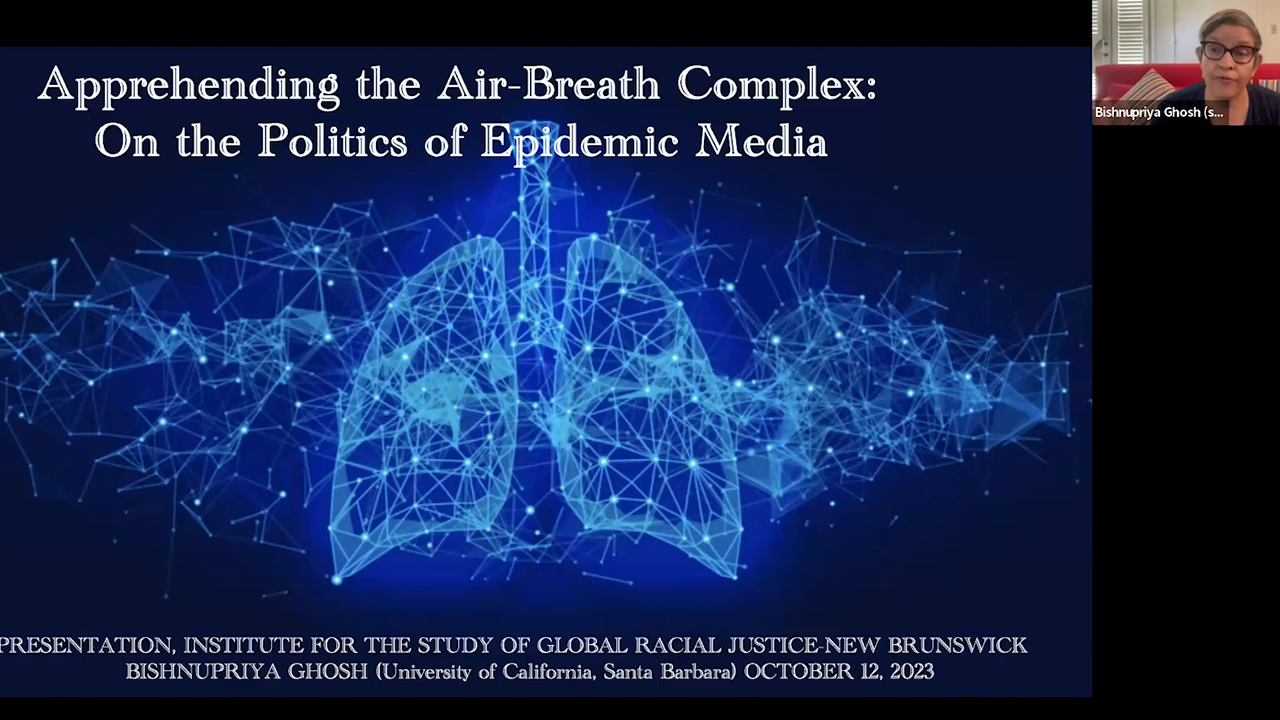 Apprehending the Air-Breath Complex:
On the Politics of Epidemic Media
Bishnupriya Ghosh (s...
PRESENTATION, INSTITUTE FOR THE STUDY OF GLOBAL RACIAL JUSTICE-NEW BRUNSWICK
BISHNUPRIYA GHOSH (University of California, Santa Barbara) OCTOBER 12, 2023